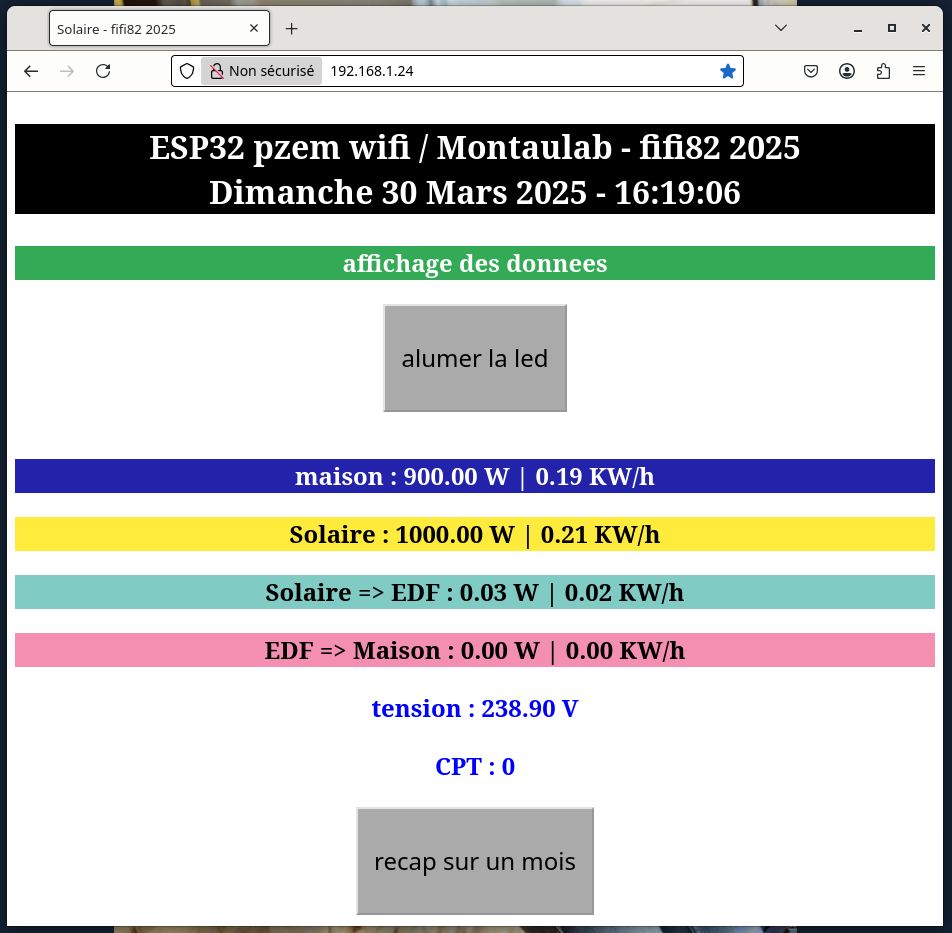 Solaire - fifi82 2025
Non sécurisé 192.168.1.24
ESP32 pzem wifi / Montaulab - fifi82 2025
Dimanche 30 Mars 2025 - 16:19:06
affichage des donnees
alumer la led
maison : 900.00 W | 0.19 KW/h
Solaire : 1000.00 W | 0.21 KW/h
Solaire => EDF : 0.03 W | 0.02 KW/h
EDF => Maison : 0.00 W | 0.00 KW/h
tension : 238.90 V
CPT : 0
recap sur un mois